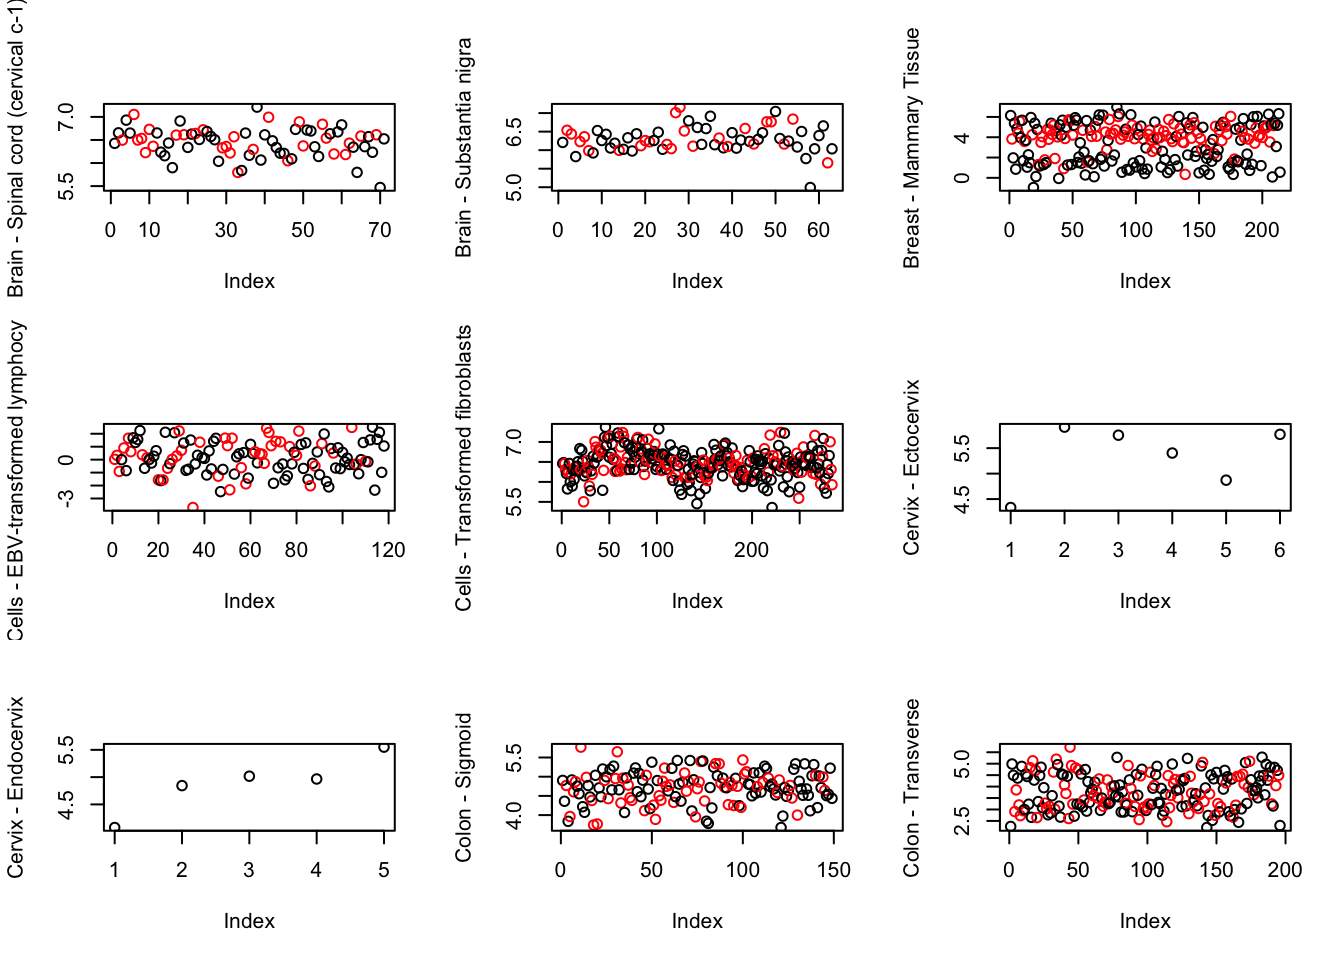 Brain - Spinal cord (cervical c-1)
7.0
5.5
0 10 30 50 70
Index
Brain - Substantia nigra
6.5
5.0
0 10 20 30 40 50 60
Index
Breast - Mammary Tissue
4
0
0 50 100 150 200
Index
Cells - EBV-transformed lymphocy
0
-3
0 20 40 60 80 120
Index
Cells - Transformed fibroblasts
7.0
5.5
0 50 100 200
Index
Cervix - Ectocervix
5.5
4.5
1 2 3 4 5 6
Index
Cervix - Endocervix
5.5
4.5
1 2 3 4 5
Index
Colon - Sigmoid
5.5
4.0
0 50 100 150
Index
Colon - Transverse
5.0
2.5
0 50 100 150 200
Index